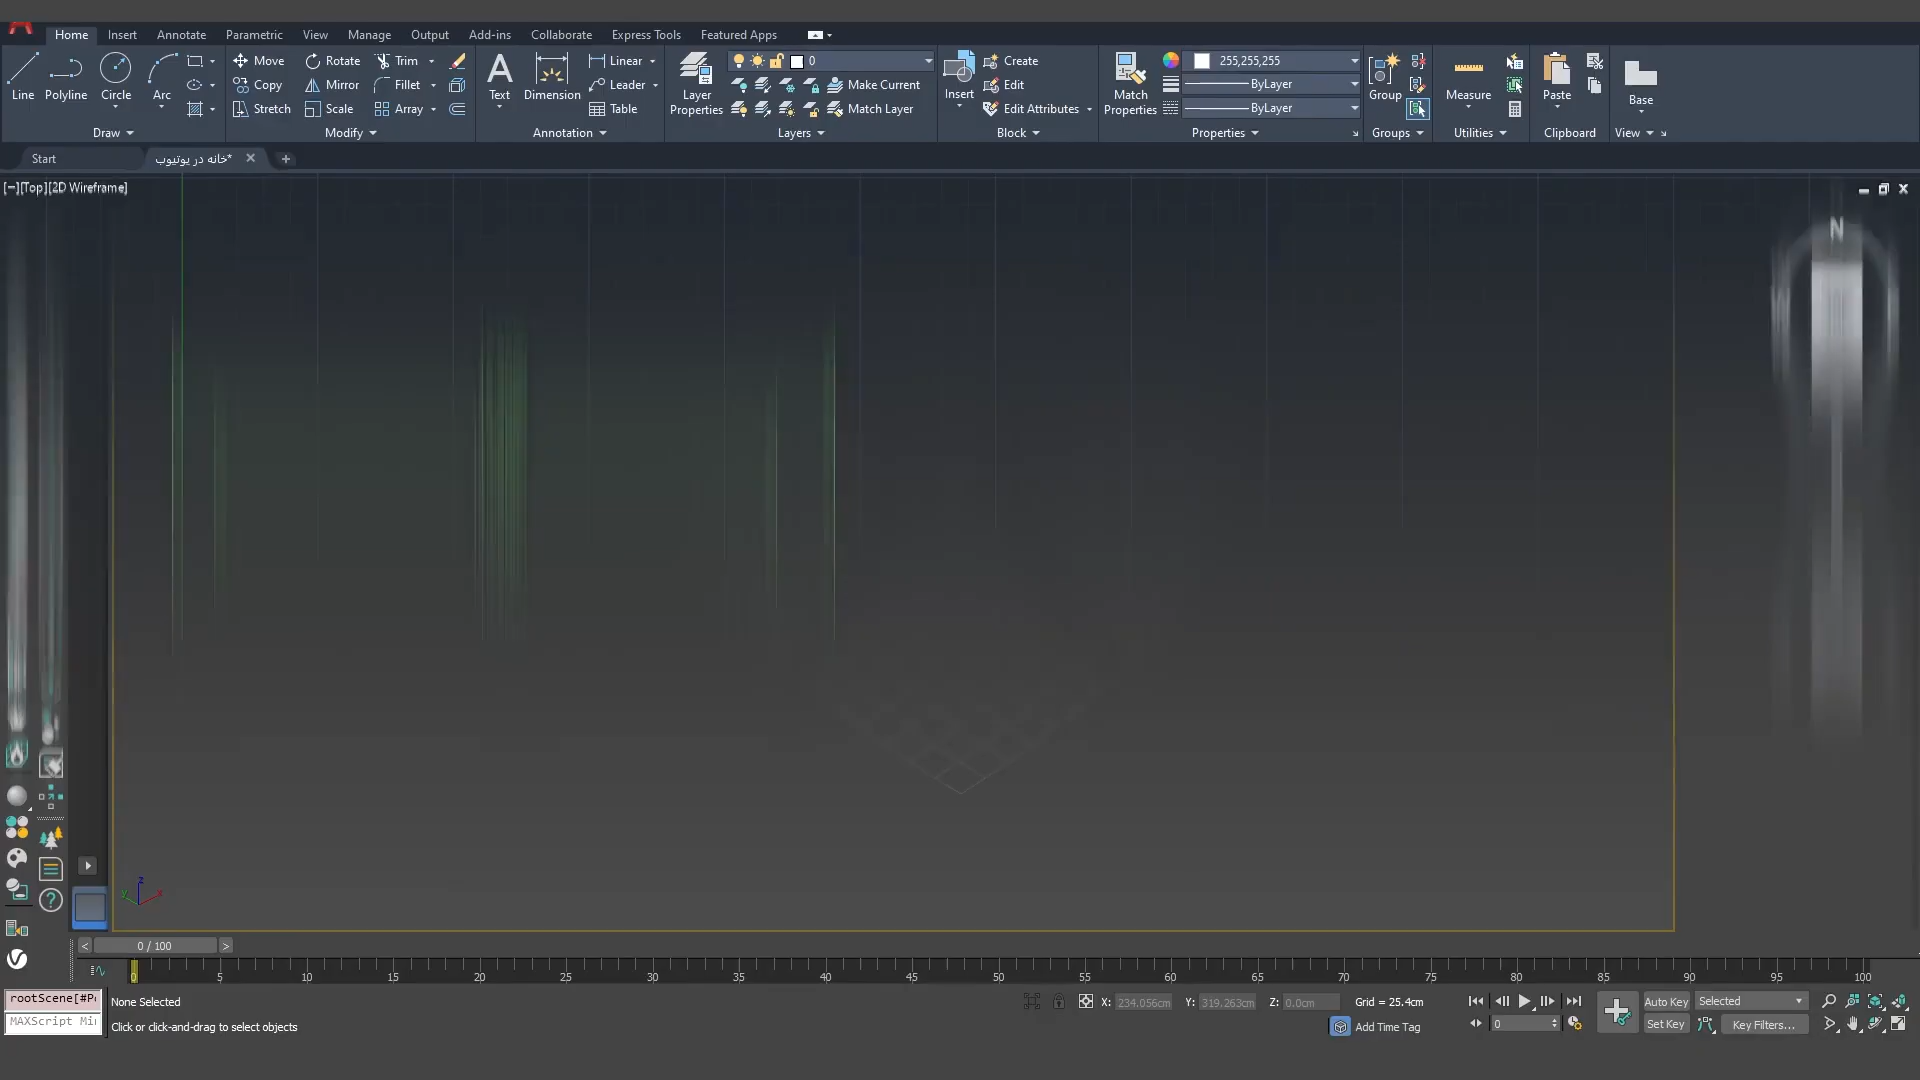 Home Insert Annotate Parametric View Manage Output Add-ins Collaborate Express Tools Featured Apps
Move Rotate Trim Linear 0 Create 255,255,255
Copy Mirror Fillet Leader Make Current Edit ByLayer
Line Polyline Circle Arc Text Dimension Layer Insert Match Group Measure Paste Base
Properties Properties
Stretch Scale Array Table Match Layer Edit Attributes ByLayer
Draw Modify Annotation Layers Block Properties Groups Utilities Clipboard View
Start خانه در یوتیوب*
[−][Top][2D Wireframe]
N
z
x
y
< 0 / 100 >
0 5 10 15 20 25 30 35 40 45 50 55 60 65 70 75 80 85 90 95 100
rootScene[#P
None Selected X: 234.056cm Y: 319.263cm Z: 0.0cm Grid = 25.4cm Auto Key Selected
MAXScript Mi
Click or click-and-drag to select objects Add Time Tag 0 Set Key Key Filters...